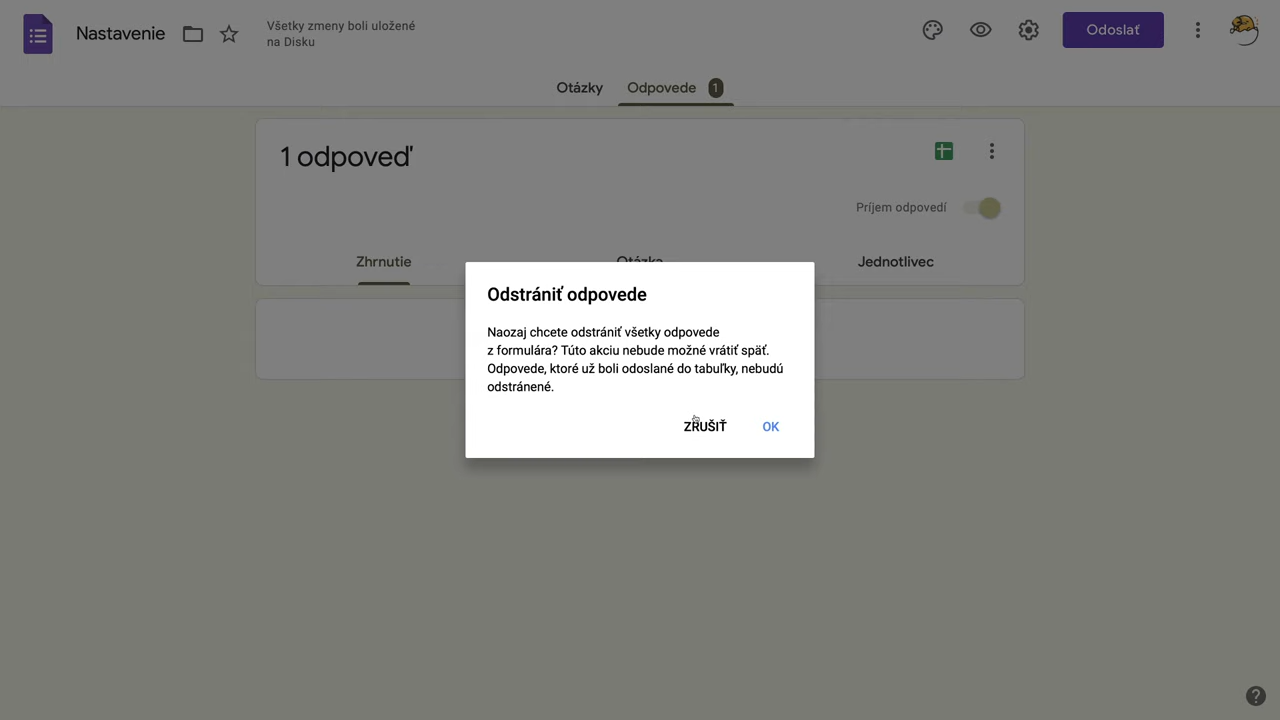 Nastavenie
Všetky zmeny boli uložené
na Disku
Odoslať
Otázky
Odpovede 1
1 odpoveď
Príjem odpovedí
Zhrnutie
Otázka
Jednotlivec
Odstrániť odpovede
Naozaj chcete odstrániť všetky odpovede
z formulára? Túto akciu nebude možné vrátiť späť.
Odpovede, ktoré už boli odoslané do tabuľky, nebudú
odstránené.
ZRUŠIŤ
OK